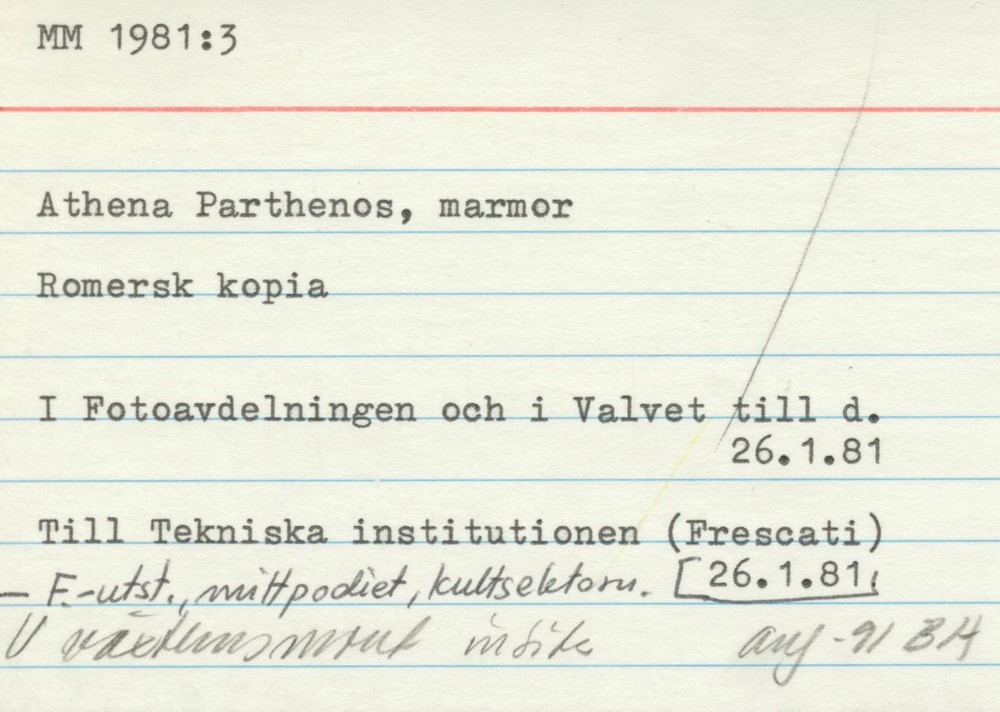 MM 1981:3
Athena Parthenos, marmor
Romersk kopia
I Fotoavdelningen och i Valvet till d.
26.1.81
Till Tekniska institutionen (Frescati)
26.1.81
— F.-utst., mittpodiet, kultsektorn.
aug -91 BH